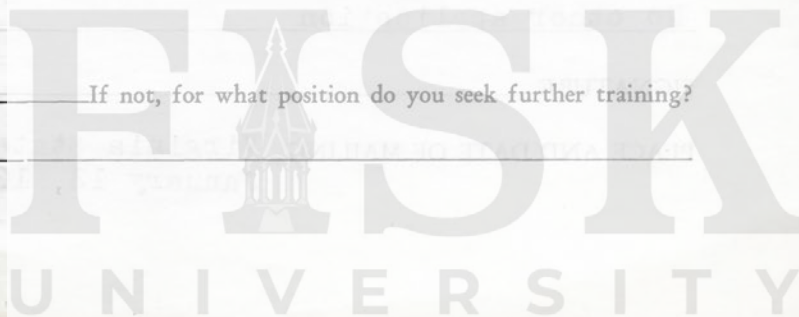 FISK
If not, for what position do you seek further training?
UNIVERSITY